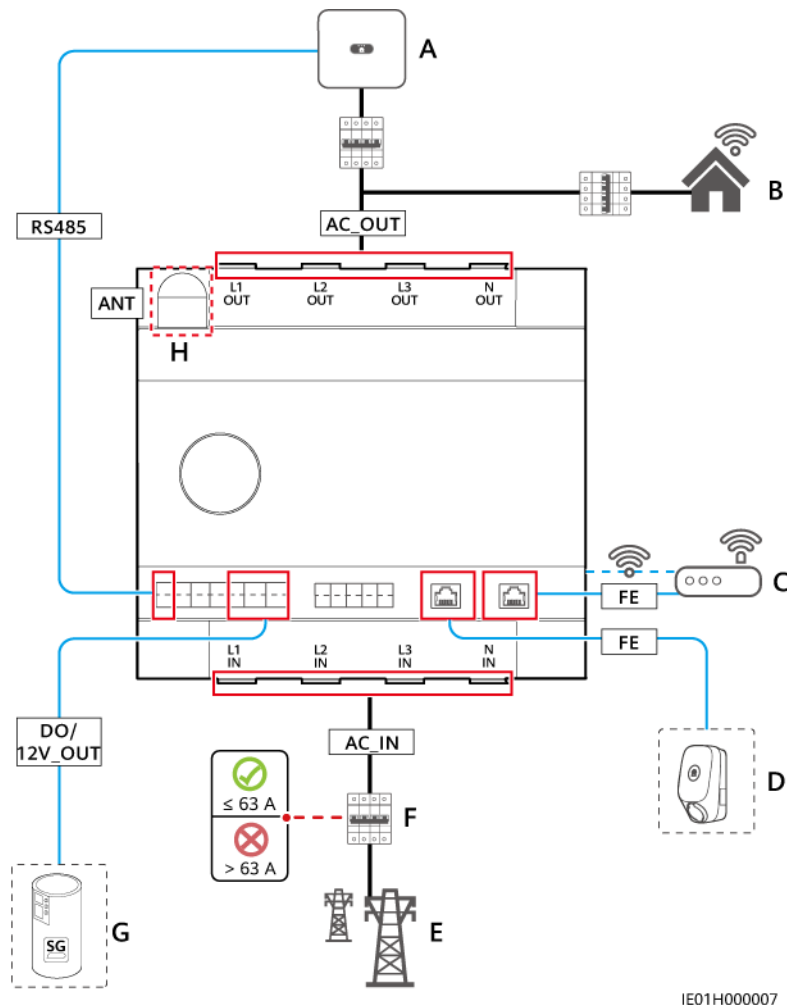 A
B
RS485
AC_OUT
ANT
L1 OUT
L2 OUT
L3 OUT
N OUT
H
C
FE
FE
L1 IN
L2 IN
L3 IN
N IN
DO/
12V_OUT
AC_IN
D
≤ 63 A
F
> 63 A
G
SG
E
IE01H000007